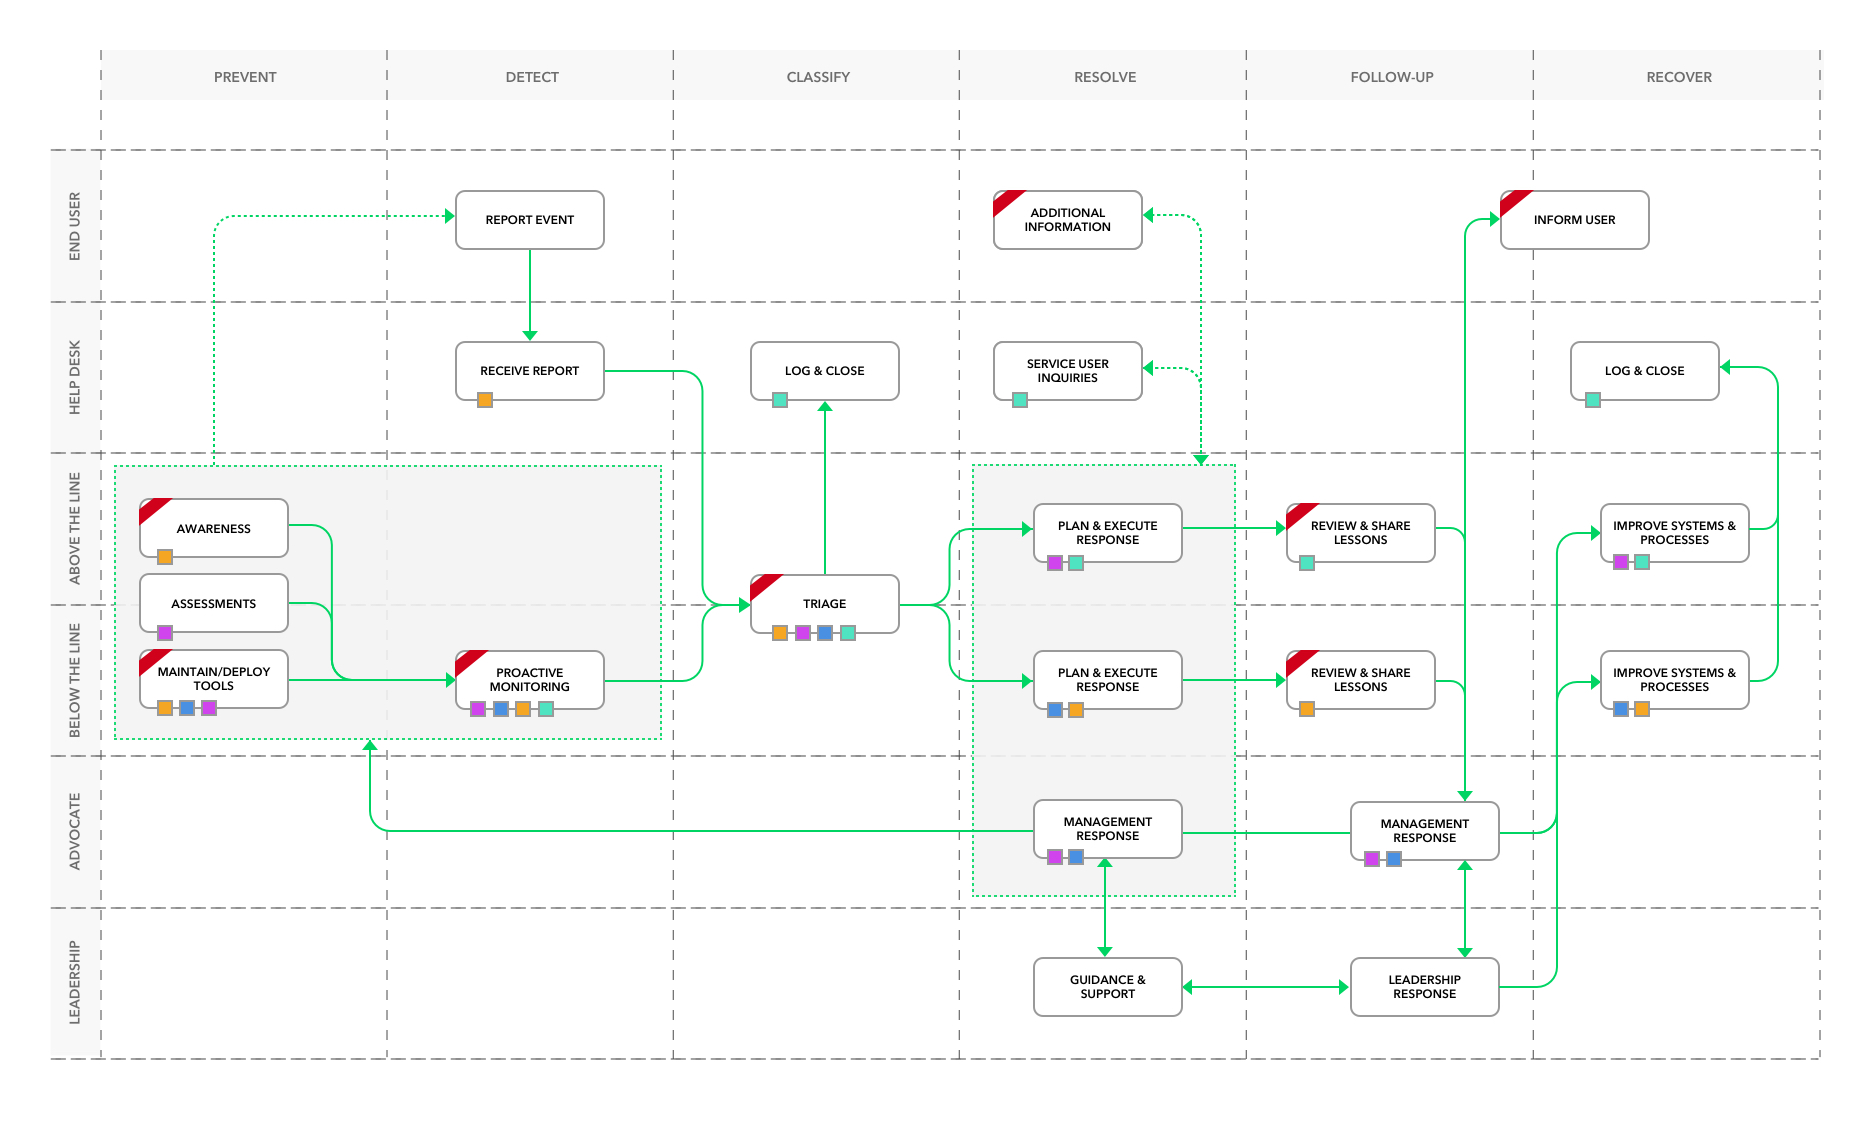 PREVENT
DETECT
CLASSIFY
RESOLVE
FOLLOW-UP
RECOVER
END USER
REPORT EVENT
ADDITIONAL
INFORMATION
INFORM USER
HELP DESK
RECEIVE REPORT
LOG & CLOSE
SERVICE USER
INQUIRIES
LOG & CLOSE
ABOVE THE LINE
AWARENESS
PLAN & EXECUTE
RESPONSE
REVIEW & SHARE
LESSONS
IMPROVE SYSTEMS &
PROCESSES
ASSESSMENTS
TRIAGE
BELOW THE LINE
MAINTAIN/DEPLOY
TOOLS
PROACTIVE
MONITORING
PLAN & EXECUTE
RESPONSE
REVIEW & SHARE
LESSONS
IMPROVE SYSTEMS &
PROCESSES
ADVOCATE
MANAGEMENT
RESPONSE
MANAGEMENT
RESPONSE
LEADERSHIP
GUIDANCE &
SUPPORT
LEADERSHIP
RESPONSE